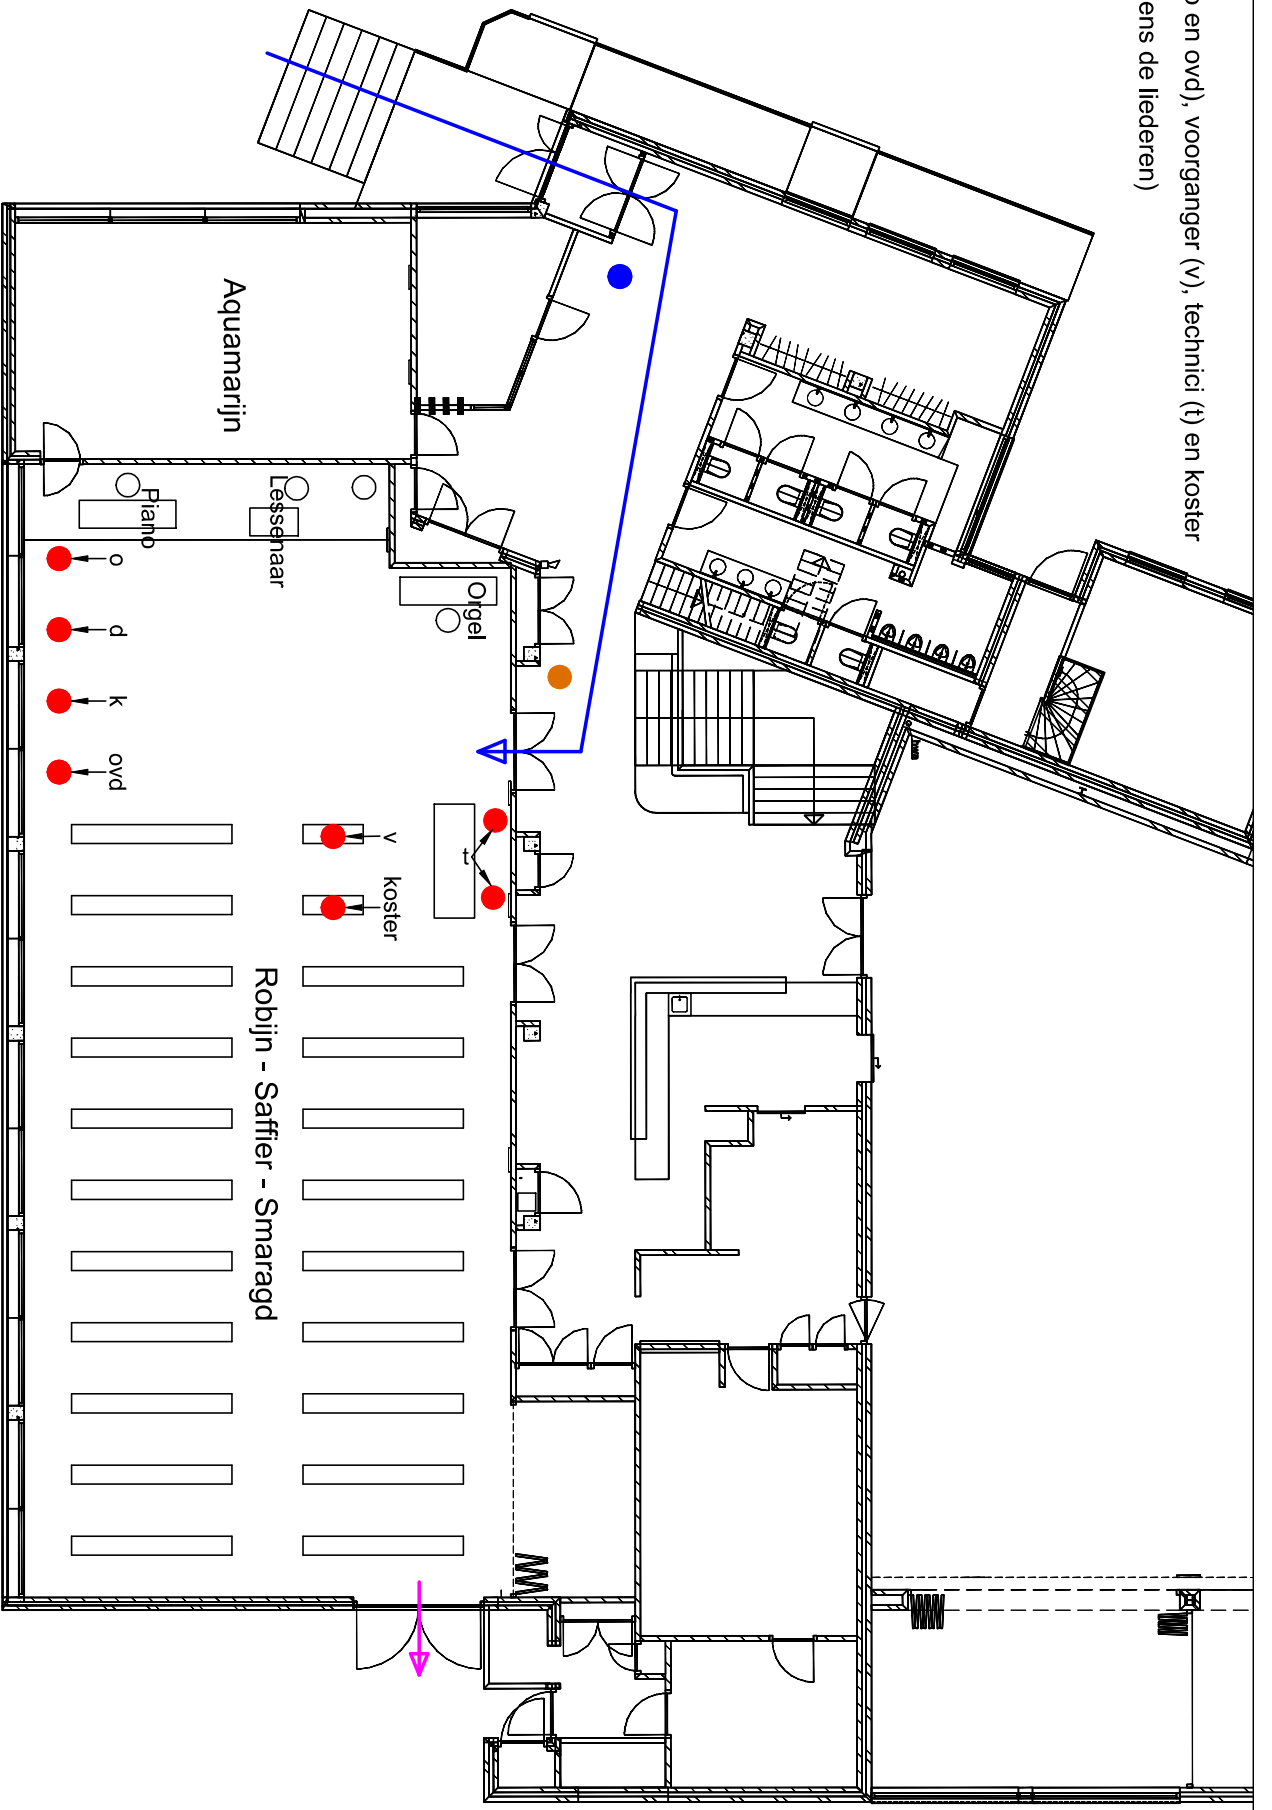 en ovd), voorganger (v), technici (t) en koster
ens de liederen)
Aquamarijn
Piano
Lessenaar
Orgel
o
d
k
ovd
v
koster
t
Robijn - Saffier - Smaragd